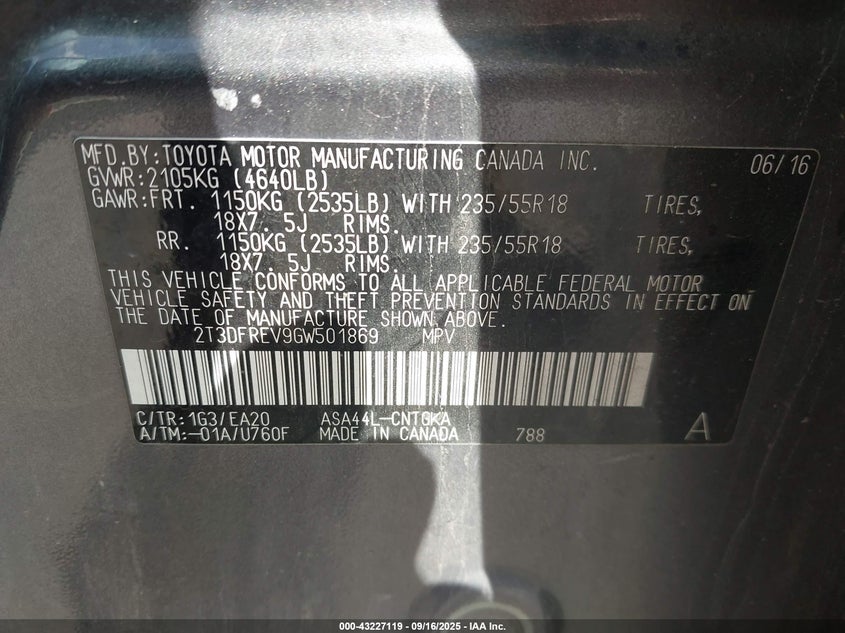 MFD.BY:TOYOTA MOTOR MANUFACTURING CANADA INC. 06/16
GVWR:2105KG (4640LB)
GAWR:FRT. 1150KG (2535LB) WITH 235/55R18 TIRES,
18X7. 5J RIMS.
RR. 1150KG (2535LB) WITH 235/55R18 TIRES,
18X7. 5J RIMS.
THIS VEHICLE CONFORMS TO ALL APPLICABLE FEDERAL MOTOR
VEHICLE SAFETY AND THEFT PREVENTION STANDARDS IN EFFECT ON
THE DATE OF MANUFACTURE SHOWN ABOVE.
2T3DFREV9GW501869 MPV
C/TR:1G3/EA20 ASA44L-CNTGKA
A/TM:-01A/U760F MADE IN CANADA 788 A
000-43227119 - 09/16/2025 - IAA Inc.